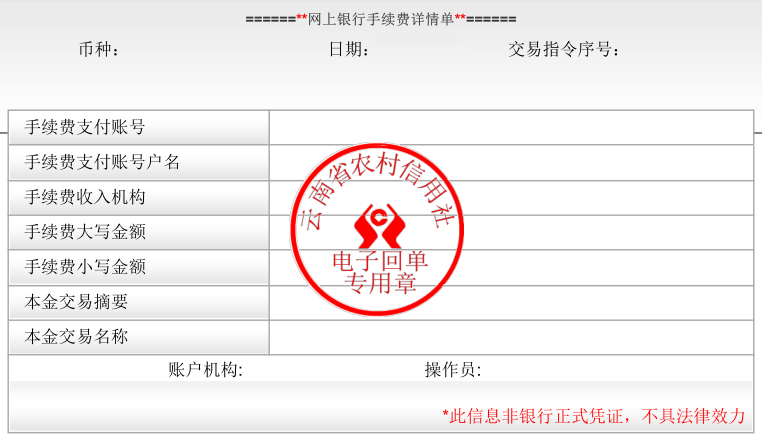 ======**网上银行手续费详情单**======
币种： 日期： 交易指令序号：
手续费支付账号
手续费支付账号户名
手续费收入机构
手续费大写金额
手续费小写金额
本金交易摘要
本金交易名称
云南省农村信用社
电子回单
专用章
账户机构: 操作员:
*此信息非银行正式凭证，不具法律效力